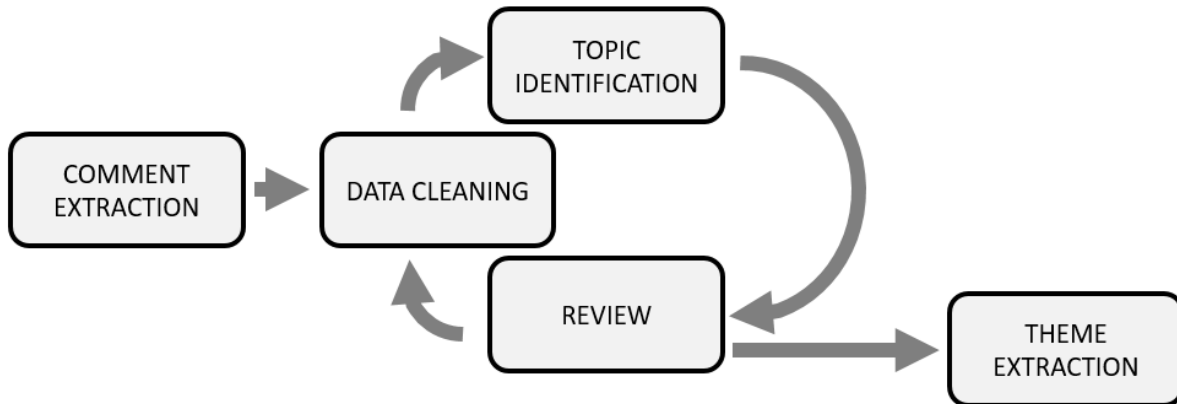 COMMENT
EXTRACTION
DATA CLEANING
TOPIC
IDENTIFICATION
REVIEW
THEME
EXTRACTION